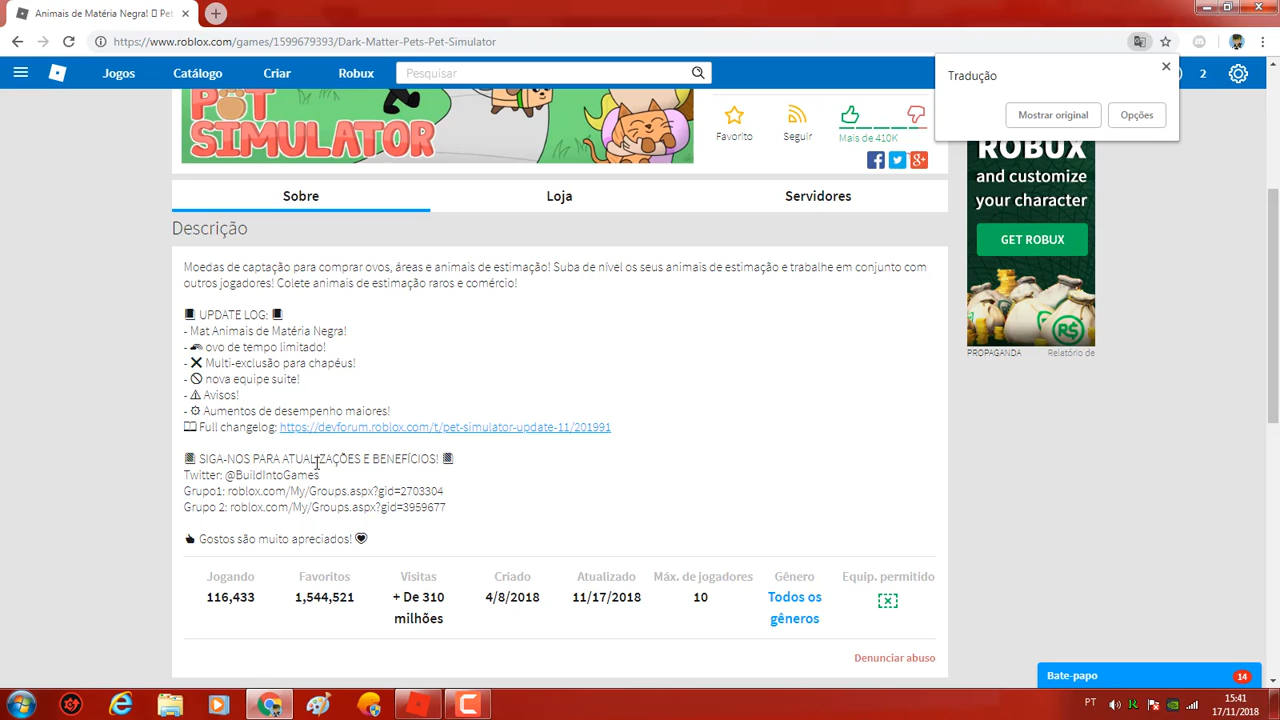 Animais de Matéria Negra! Pet
https://www.roblox.com/games/1599679393/Dark-Matter-Pets-Pet-Simulator
Jogos
Catálogo
Criar
Robux
Pesquisar
2
Tradução
Mostrar original
Opções
PET SIMULATOR
Favorito
Seguir
Mais de 410K
ROBUX
and customize
your character
GET ROBUX
R$
PROPAGANDA
Relatório de
Sobre
Loja
Servidores
Descrição
Moedas de captação para comprar ovos, áreas e animais de estimação! Suba de nível os seus animais de estimação e trabalhe em conjunto com
outros jogadores! Colete animais de estimação raros e comércio!
UPDATE LOG:
- Mat Animais de Matéria Negra!
- ovo de tempo limitado!
- Multi-exclusão para chapéus!
- nova equipe suite!
- Avisos!
- Aumentos de desempenho maiores!
Full changelog: https://devforum.roblox.com/t/pet-simulator-update-11/201991
SIGA-NOS PARA ATUALIZAÇÕES E BENEFÍCIOS!
Twitter: @BuildIntoGames
Grupo1: roblox.com/My/Groups.aspx?gid=2703304
Grupo 2: roblox.com/My/Groups.aspx?gid=3959677
Gostos são muito apreciados!
Jogando
Favoritos
Visitas
Criado
Atualizado
Máx. de jogadores
Gênero
Equip. permitido
116,433
1,544,521
+ De 310
milhões
4/8/2018
11/17/2018
10
Todos os
gêneros
Denunciar abuso
Bate-papo
14
PT
15:41
17/11/2018